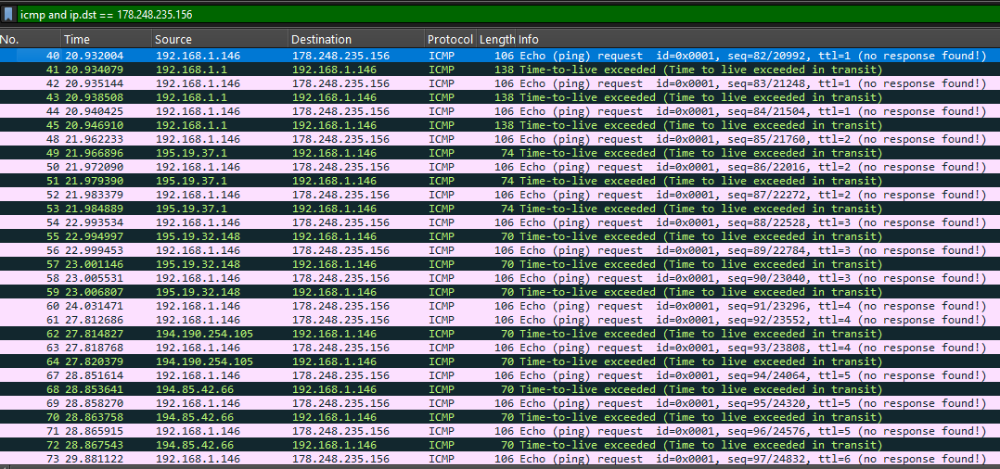 icmp and ip.dst == 178.248.235.156
No. Time Source Destination Protocol Length Info
40 20.932004 192.168.1.146 178.248.235.156 ICMP 106 Echo (ping) request id=0x0001, seq=82/20992, ttl=1 (no response found!)
41 20.934079 192.168.1.1 192.168.1.146 ICMP 138 Time-to-live exceeded (Time to live exceeded in transit)
42 20.935144 192.168.1.146 178.248.235.156 ICMP 106 Echo (ping) request id=0x0001, seq=83/21248, ttl=1 (no response found!)
43 20.938508 192.168.1.1 192.168.1.146 ICMP 138 Time-to-live exceeded (Time to live exceeded in transit)
44 20.940425 192.168.1.146 178.248.235.156 ICMP 106 Echo (ping) request id=0x0001, seq=84/21504, ttl=1 (no response found!)
45 20.946910 192.168.1.1 192.168.1.146 ICMP 138 Time-to-live exceeded (Time to live exceeded in transit)
48 21.962233 192.168.1.146 178.248.235.156 ICMP 106 Echo (ping) request id=0x0001, seq=85/21760, ttl=2 (no response found!)
49 21.966896 195.19.37.1 192.168.1.146 ICMP 74 Time-to-live exceeded (Time to live exceeded in transit)
50 21.972090 192.168.1.146 178.248.235.156 ICMP 106 Echo (ping) request id=0x0001, seq=86/22016, ttl=2 (no response found!)
51 21.979390 195.19.37.1 192.168.1.146 ICMP 74 Time-to-live exceeded (Time to live exceeded in transit)
52 21.983379 192.168.1.146 178.248.235.156 ICMP 106 Echo (ping) request id=0x0001, seq=87/22272, ttl=2 (no response found!)
53 21.984889 195.19.37.1 192.168.1.146 ICMP 74 Time-to-live exceeded (Time to live exceeded in transit)
54 22.993534 192.168.1.146 178.248.235.156 ICMP 106 Echo (ping) request id=0x0001, seq=88/22528, ttl=3 (no response found!)
55 22.994997 195.19.32.148 192.168.1.146 ICMP 70 Time-to-live exceeded (Time to live exceeded in transit)
56 22.999453 192.168.1.146 178.248.235.156 ICMP 106 Echo (ping) request id=0x0001, seq=89/22784, ttl=3 (no response found!)
57 23.001146 195.19.32.148 192.168.1.146 ICMP 70 Time-to-live exceeded (Time to live exceeded in transit)
58 23.005531 192.168.1.146 178.248.235.156 ICMP 106 Echo (ping) request id=0x0001, seq=90/23040, ttl=3 (no response found!)
59 23.006807 195.19.32.148 192.168.1.146 ICMP 70 Time-to-live exceeded (Time to live exceeded in transit)
60 24.031471 192.168.1.146 178.248.235.156 ICMP 106 Echo (ping) request id=0x0001, seq=91/23296, ttl=4 (no response found!)
61 27.812686 192.168.1.146 178.248.235.156 ICMP 106 Echo (ping) request id=0x0001, seq=92/23552, ttl=4 (no response found!)
62 27.814827 194.190.254.105 192.168.1.146 ICMP 70 Time-to-live exceeded (Time to live exceeded in transit)
63 27.818768 192.168.1.146 178.248.235.156 ICMP 106 Echo (ping) request id=0x0001, seq=93/23808, ttl=4 (no response found!)
64 27.820379 194.190.254.105 192.168.1.146 ICMP 70 Time-to-live exceeded (Time to live exceeded in transit)
67 28.851614 192.168.1.146 178.248.235.156 ICMP 106 Echo (ping) request id=0x0001, seq=94/24064, ttl=5 (no response found!)
68 28.853641 194.85.42.66 192.168.1.146 ICMP 70 Time-to-live exceeded (Time to live exceeded in transit)
69 28.858270 192.168.1.146 178.248.235.156 ICMP 106 Echo (ping) request id=0x0001, seq=95/24320, ttl=5 (no response found!)
70 28.863758 194.85.42.66 192.168.1.146 ICMP 70 Time-to-live exceeded (Time to live exceeded in transit)
71 28.865915 192.168.1.146 178.248.235.156 ICMP 106 Echo (ping) request id=0x0001, seq=96/24576, ttl=5 (no response found!)
72 28.867543 194.85.42.66 192.168.1.146 ICMP 70 Time-to-live exceeded (Time to live exceeded in transit)
73 29.881122 192.168.1.146 178.248.235.156 ICMP 106 Echo (ping) request id=0x0001, seq=97/24832, ttl=6 (no response found!)